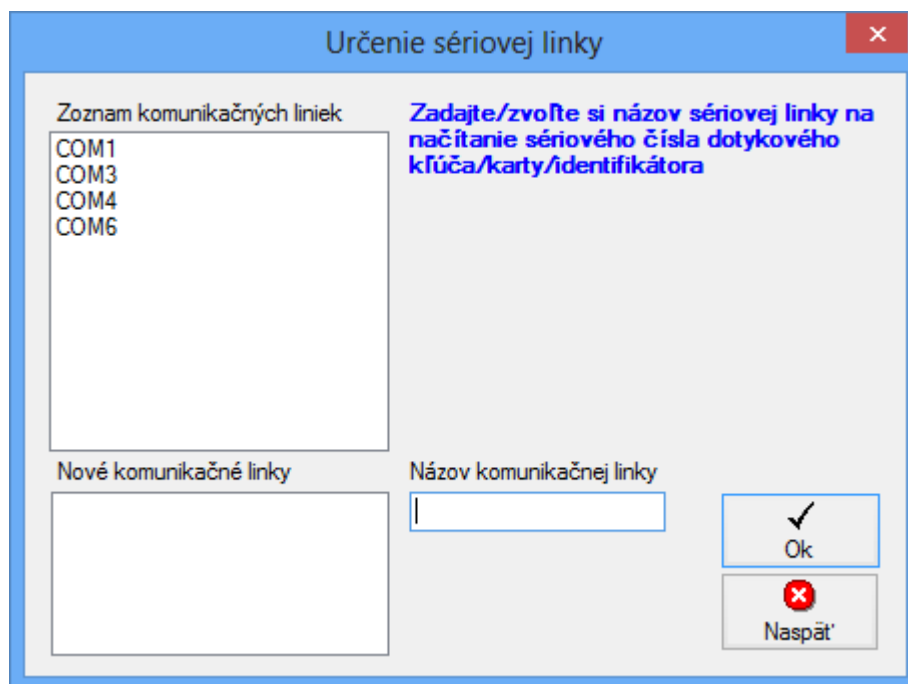 Určenie sériovej linky
Zoznam komunikačných liniek
COM1
COM3
COM4
COM6
Zadajte/zvoľte si názov sériovej linky na
načítanie sériového čísla dotykového
kľúča/karty/identifikátora
Nové komunikačné linky
Názov komunikačnej linky
Ok
Naspäť